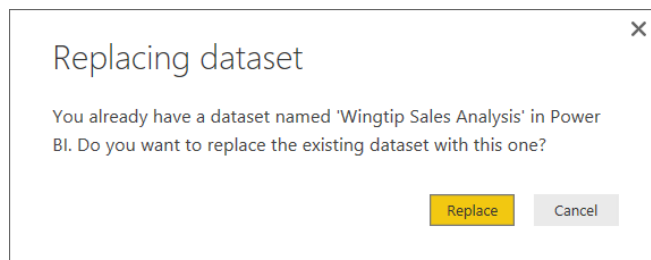 Replacing dataset
You already have a dataset named 'Wingtip Sales Analysis' in Power
BI. Do you want to replace the existing dataset with this one?
Replace Cancel